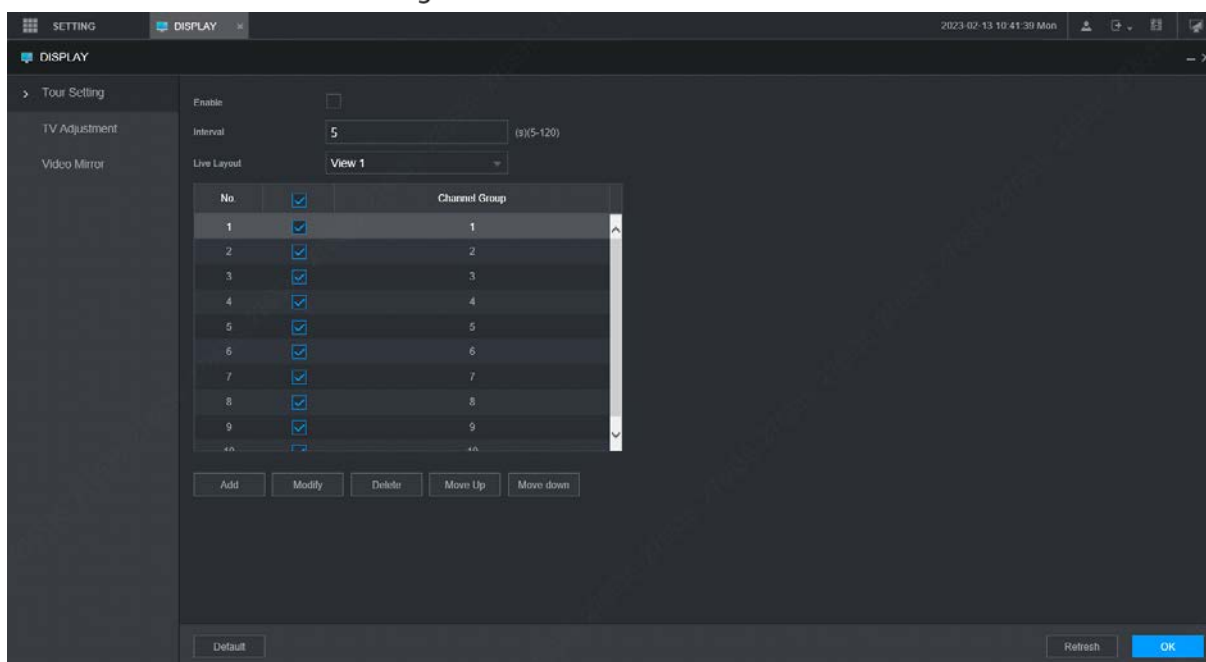 SETTING DISPLAY × 2023-02-13 10:41:39 Mon
DISPLAY
Tour Setting
TV Adjustment
Video Mirror
Enable
Interval 5 (s)(5-120)
Live Layout View 1
No. Channel Group
1 1
2 2
3 3
4 4
5 5
6 6
7 7
8 8
9 9
10 10
Add Modify Delete Move Up Move down
Default Refresh OK